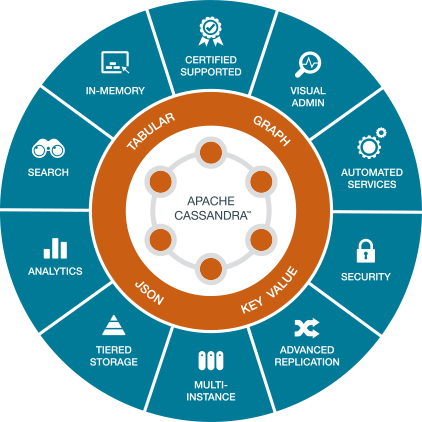 CERTIFIED
SUPPORTED
VISUAL
ADMIN
AUTOMATED
SERVICES
SECURITY
ADVANCED
REPLICATION
MULTI-
INSTANCE
TIERED
STORAGE
ANALYTICS
SEARCH
IN-MEMORY
TABULAR
GRAPH
KEY VALUE
JSON
APACHE
CASSANDRA™